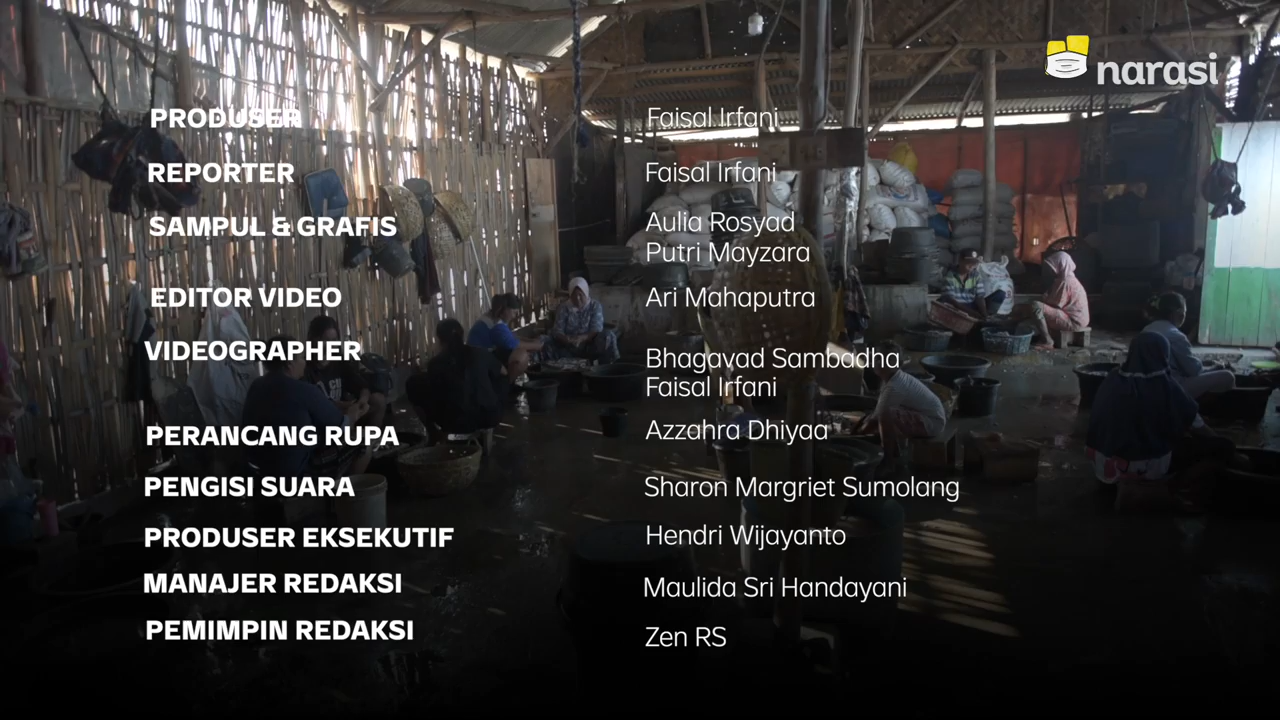 narasi
PRODUSER Faisal Irfani
REPORTER Faisal Irfani
SAMPUL & GRAFIS Aulia Rosyad
Putri Mayzara
EDITOR VIDEO Ari Mahaputra
VIDEOGRAPHER Bhagavad Sambadha
Faisal Irfani
PERANCANG RUPA Azzahra Dhiyaa
PENGISI SUARA Sharon Margriet Sumolang
PRODUSER EKSEKUTIF Hendri Wijayanto
MANAJER REDAKSI Maulida Sri Handayani
PEMIMPIN REDAKSI Zen RS